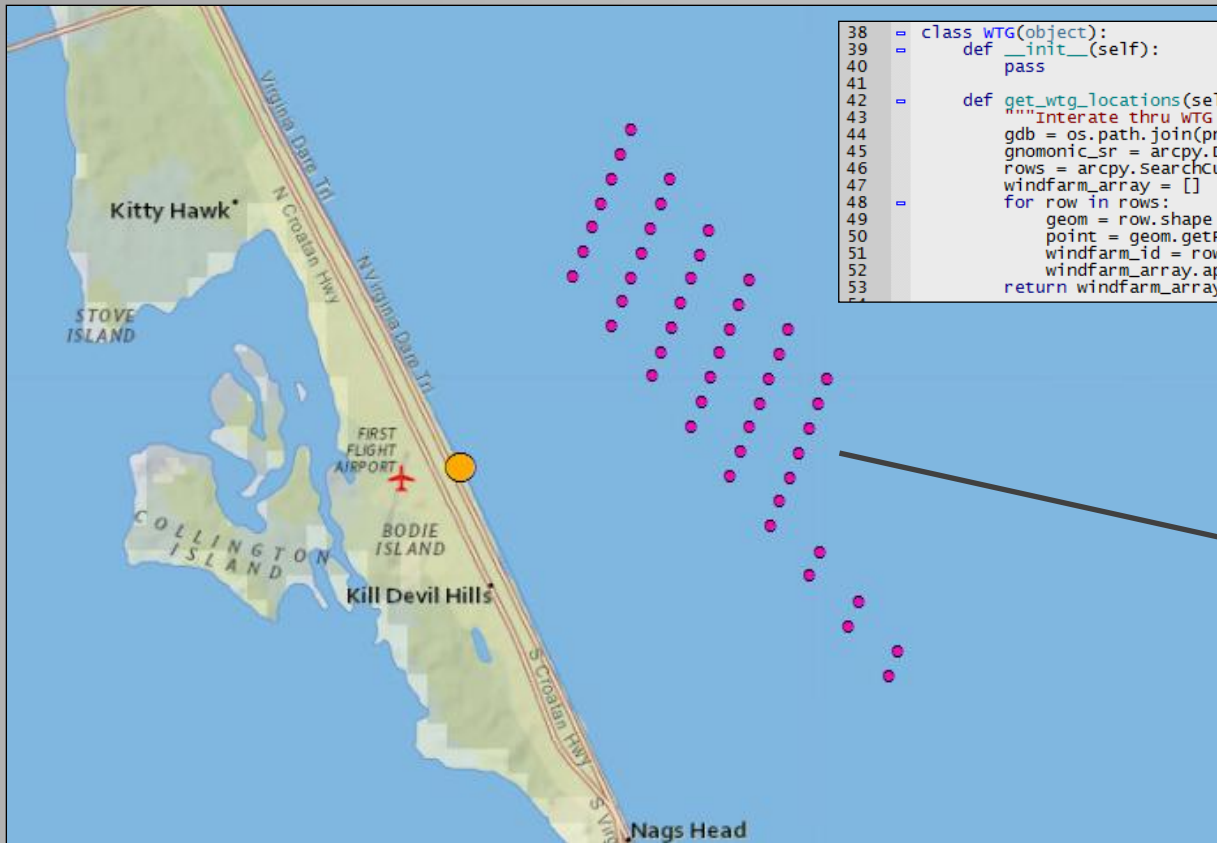 38 class WTG(object):
39 def __init__(self):
40 pass
41
42 def get_wtg_locations(sel
43 """Interate thru WTG
44 gdb = os.path.join(pr
45 gnomonic_sr = arcpy.D
46 rows = arcpy.SearchCu
47 windfarm_array = []
48 for row in rows:
49 geom = row.shape
50 point = geom.getP
51 windfarm_id = row
52 windfarm_array.ap
53 return windfarm_array
Virginia Dare Trl
Kitty Hawk
N Croatan Hwy
N Virginia Dare Trl
STOVE
ISLAND
FIRST
FLIGHT
AIRPORT
COLLINGTON
ISLAND
BODIE
ISLAND
Kill Devil Hills
S Croatan Hwy
S Virg
Nags Head